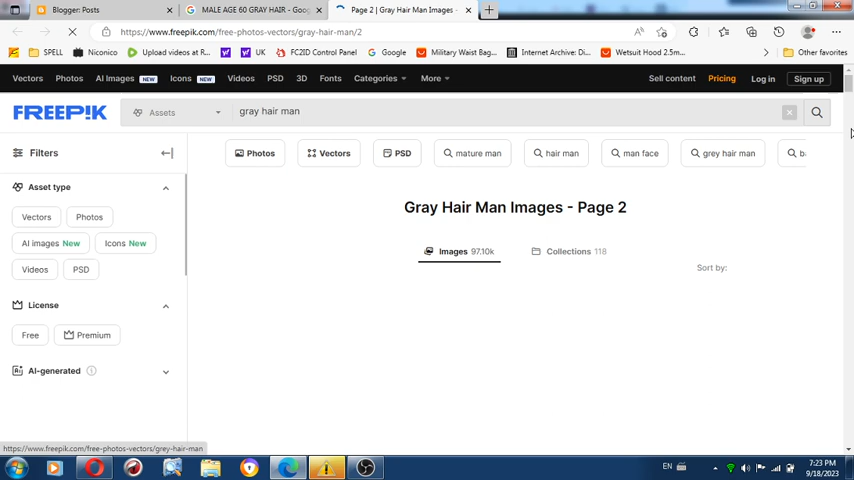 Blogger: Posts
MALE AGE 60 GRAY HAIR - Goog
Page 2 | Gray Hair Man Images -
https://www.freepik.com/free-photos-vectors/gray-hair-man/2
SPELL
Niconico
Upload videos at R...
UK
FCZID Control Panel
Google
Military Waist Bag...
Internet Archive: Di...
Wetsuit Hood 2.5m...
Other favorites
Vectors
Photos
AI Images NEW
Icons NEW
Videos
PSD
3D
Fonts
Categories
More
Sell content
Pricing
Log in
Sign up
FREEPIK
Assets
gray hair man
Filters
Photos
Vectors
PSD
mature man
hair man
man face
grey hair man
Asset type
Vectors
Photos
AI images New
Icons New
Videos
PSD
License
Free
Premium
AI-generated
Gray Hair Man Images - Page 2
Images 97.10k
Collections 118
Sort by:
https://www.freepik.com/free-photos-vectors/grey-hair-man
EN
7:23 PM
9/18/2023